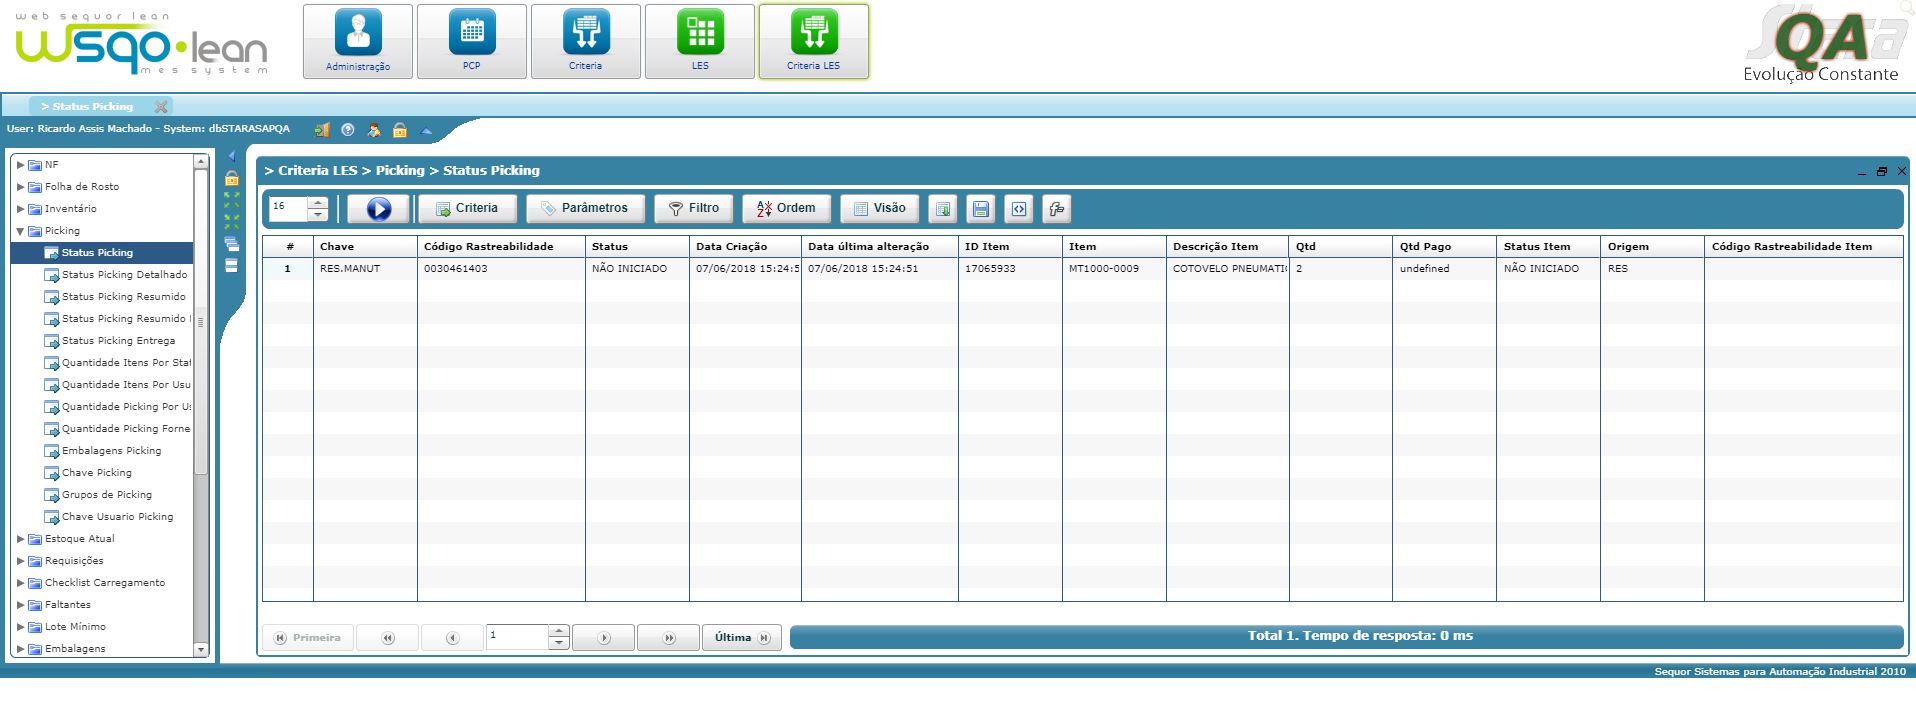 web sequor lean
wsqo•lean
mes system
Administração
PCP
Criteria
LES
Criteria LES
QA
Evolução Constante
> Status Picking
User: Ricardo Assis Machado - System: dbSTARASAPQA
NF
Folha de Rosto
Inventário
Picking
Status Picking
Status Picking Detalhado
Status Picking Resumido
Status Picking Resumido
Status Picking Entrega
Quantidade Itens Por Stat
Quantidade Itens Por Usu
Quantidade Picking Por Us
Quantidade Picking Forne
Embalagens Picking
Chave Picking
Grupos de Picking
Chave Usuario Picking
Estoque Atual
Requisições
Checklist Carregamento
Faltantes
Lote Mínimo
Embalagens
> Criteria LES > Picking > Status Picking
16 Criteria Parâmetros Filtro Ordem Visão
# Chave Código Rastreabilidade Status Data Criação Data última alteração ID Item Item Descrição Item Qtd Qtd Pago Status Item Origem Código Rastreabilidade Item
1 RES.MANUT 0030461403 NÃO INICIADO 07/06/2018 15:24:5 07/06/2018 15:24:51 17065933 MT1000-0009 COTOVELO PNEUMATI 2 undefined NÃO INICIADO RES
Primeira 1 Última Total 1. Tempo de resposta: 0 ms
Sequor Sistemas para Automação Industrial 2010